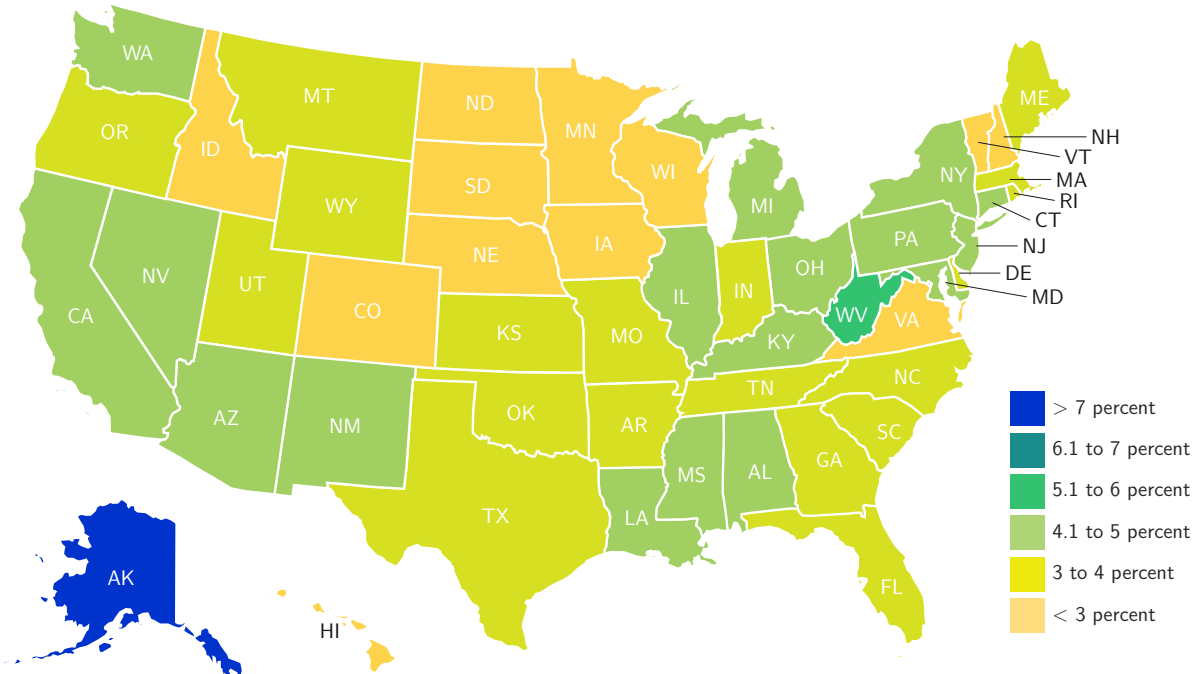 WA
MT
ND
ME
OR
MN
NH
ID
VT
WI
NY
MA
SD
RI
WY
MI
CT
PA
IA
NJ
NE
OH
NV
DE
UT
IN
IL
MD
CO
CA
WV
VA
KS
MO
KY
NC
TN
> 7 percent
OK
AZ
NM
AR
SC
6.1 to 7 percent
GA
MS
AL
5.1 to 6 percent
TX
LA
4.1 to 5 percent
AK
3 to 4 percent
FL
< 3 percent
HI